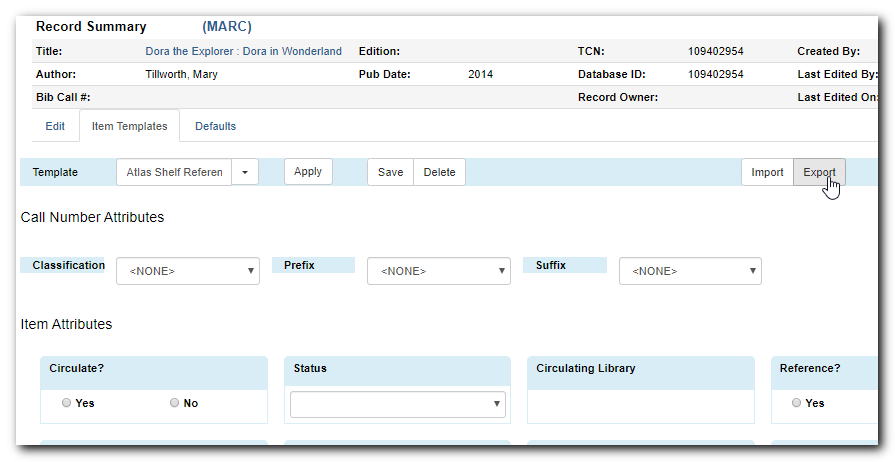 Record Summary (MARC)
Title: Dora the Explorer : Dora in Wonderland Edition: TCN: 109402954 Created By:
Author: Tillworth, Mary Pub Date: 2014 Database ID: 109402954 Last Edited By:
Bib Call #: Record Owner: Last Edited On:
Edit Item Templates Defaults
Template Atlas Shelf Referen Apply Save Delete Import Export
Call Number Attributes
Classification <NONE> Prefix <NONE> Suffix <NONE>
Item Attributes
Circulate? Status Circulating Library Reference?
Yes No Yes